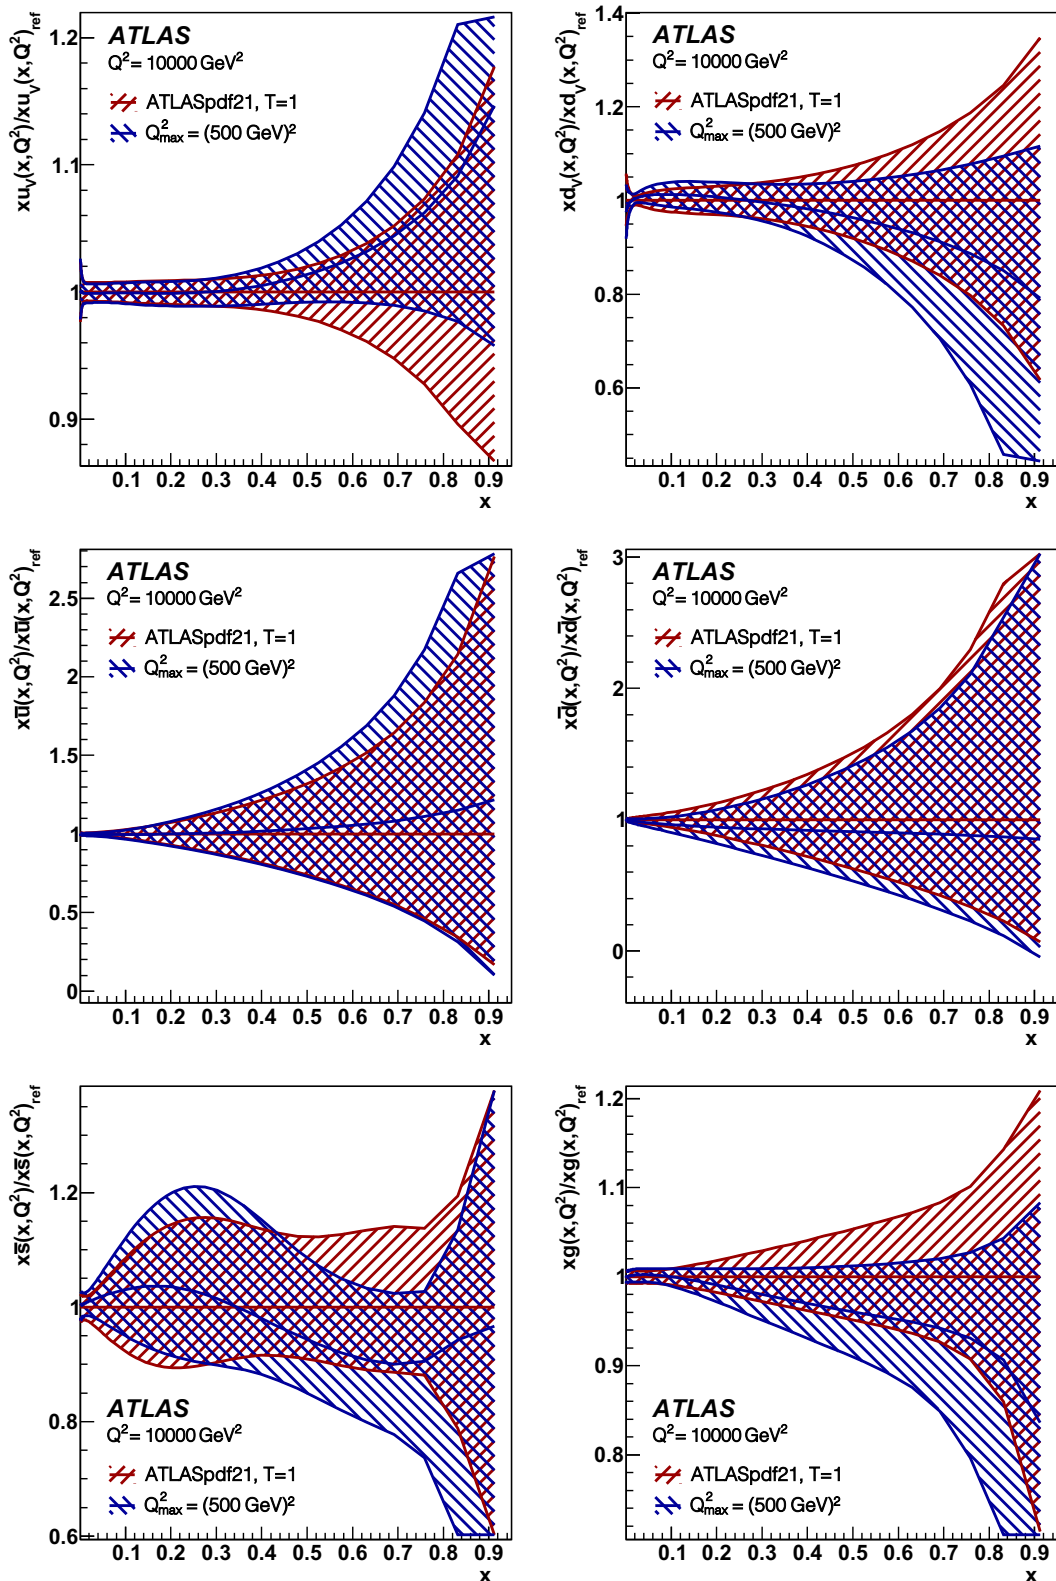 xu_V(x,Q²)/xu_V(x,Q²)_ref
ATLAS
Q² = 10000 GeV²
ATLASpdf21, T=1
Q²_max = (500 GeV)²
1.2
1.1
1
0.9
0.1 0.2 0.3 0.4 0.5 0.6 0.7 0.8 0.9
x
xd_V(x,Q²)/xd_V(x,Q²)_ref
ATLAS
Q² = 10000 GeV²
ATLASpdf21, T=1
Q²_max = (500 GeV)²
1.4
1.2
1
0.8
0.6
0.1 0.2 0.3 0.4 0.5 0.6 0.7 0.8 0.9
x
xu̅(x,Q²)/xu̅(x,Q²)_ref
ATLAS
Q² = 10000 GeV²
ATLASpdf21, T=1
Q²_max = (500 GeV)²
2.5
2
1.5
1
0.5
0
0.1 0.2 0.3 0.4 0.5 0.6 0.7 0.8 0.9
x
xd̅(x,Q²)/xd̅(x,Q²)_ref
ATLAS
Q² = 10000 GeV²
ATLASpdf21, T=1
Q²_max = (500 GeV)²
3
2
1
0
0.1 0.2 0.3 0.4 0.5 0.6 0.7 0.8 0.9
x
xs̅(x,Q²)/xs̅(x,Q²)_ref
1.2
1
0.8
0.6
ATLAS
Q² = 10000 GeV²
ATLASpdf21, T=1
Q²_max = (500 GeV)²
0.1 0.2 0.3 0.4 0.5 0.6 0.7 0.8 0.9
x
xg(x,Q²)/xg(x,Q²)_ref
1.2
1.1
1
0.9
0.8
ATLAS
Q² = 10000 GeV²
ATLASpdf21, T=1
Q²_max = (500 GeV)²
0.1 0.2 0.3 0.4 0.5 0.6 0.7 0.8 0.9
x